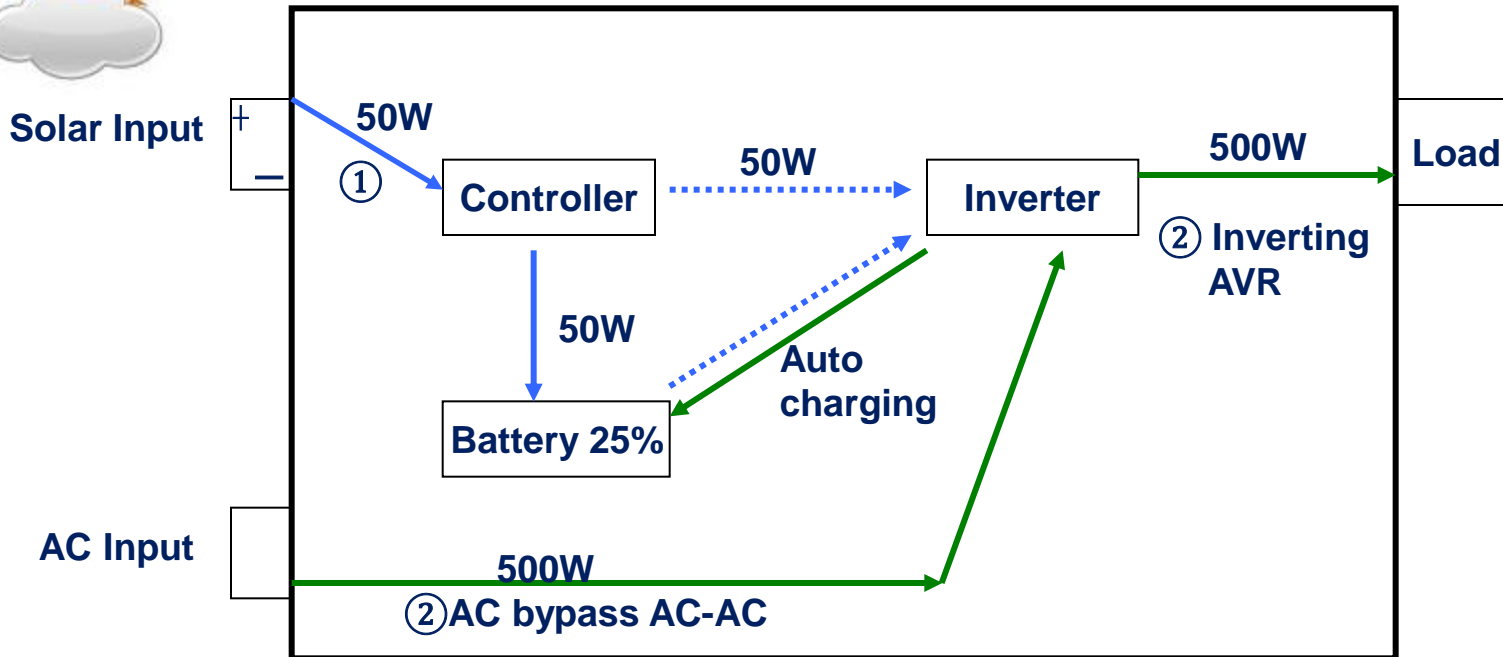 Solar Input
+
−
50W
①
Controller
50W
Inverter
500W
Load
② Inverting
AVR
50W
Auto
charging
Battery 25%
AC Input
500W
②AC bypass AC-AC